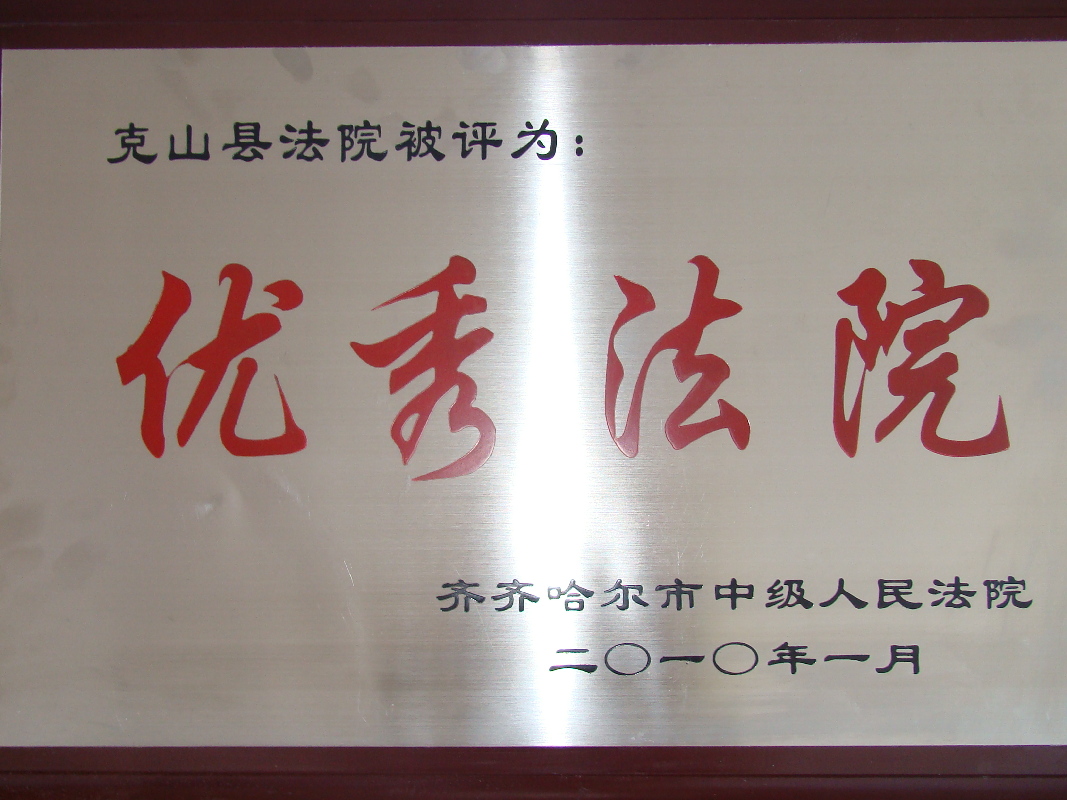 克山县法院被评为：
优秀法院
齐齐哈尔市中级人民法院
二〇一〇年一月